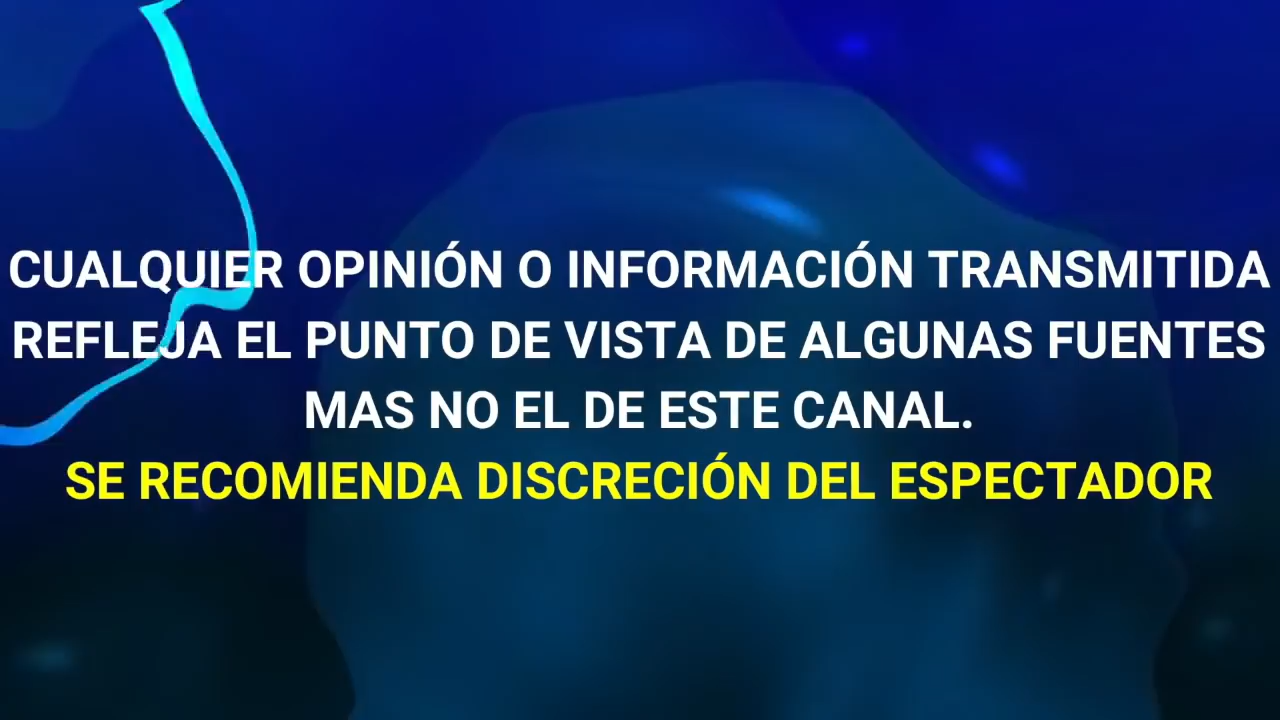 CUALQUIER OPINIÓN O INFORMACIÓN TRANSMITIDA
REFLEJA EL PUNTO DE VISTA DE ALGUNAS FUENTES
MAS NO EL DE ESTE CANAL.
SE RECOMIENDA DISCRECIÓN DEL ESPECTADOR